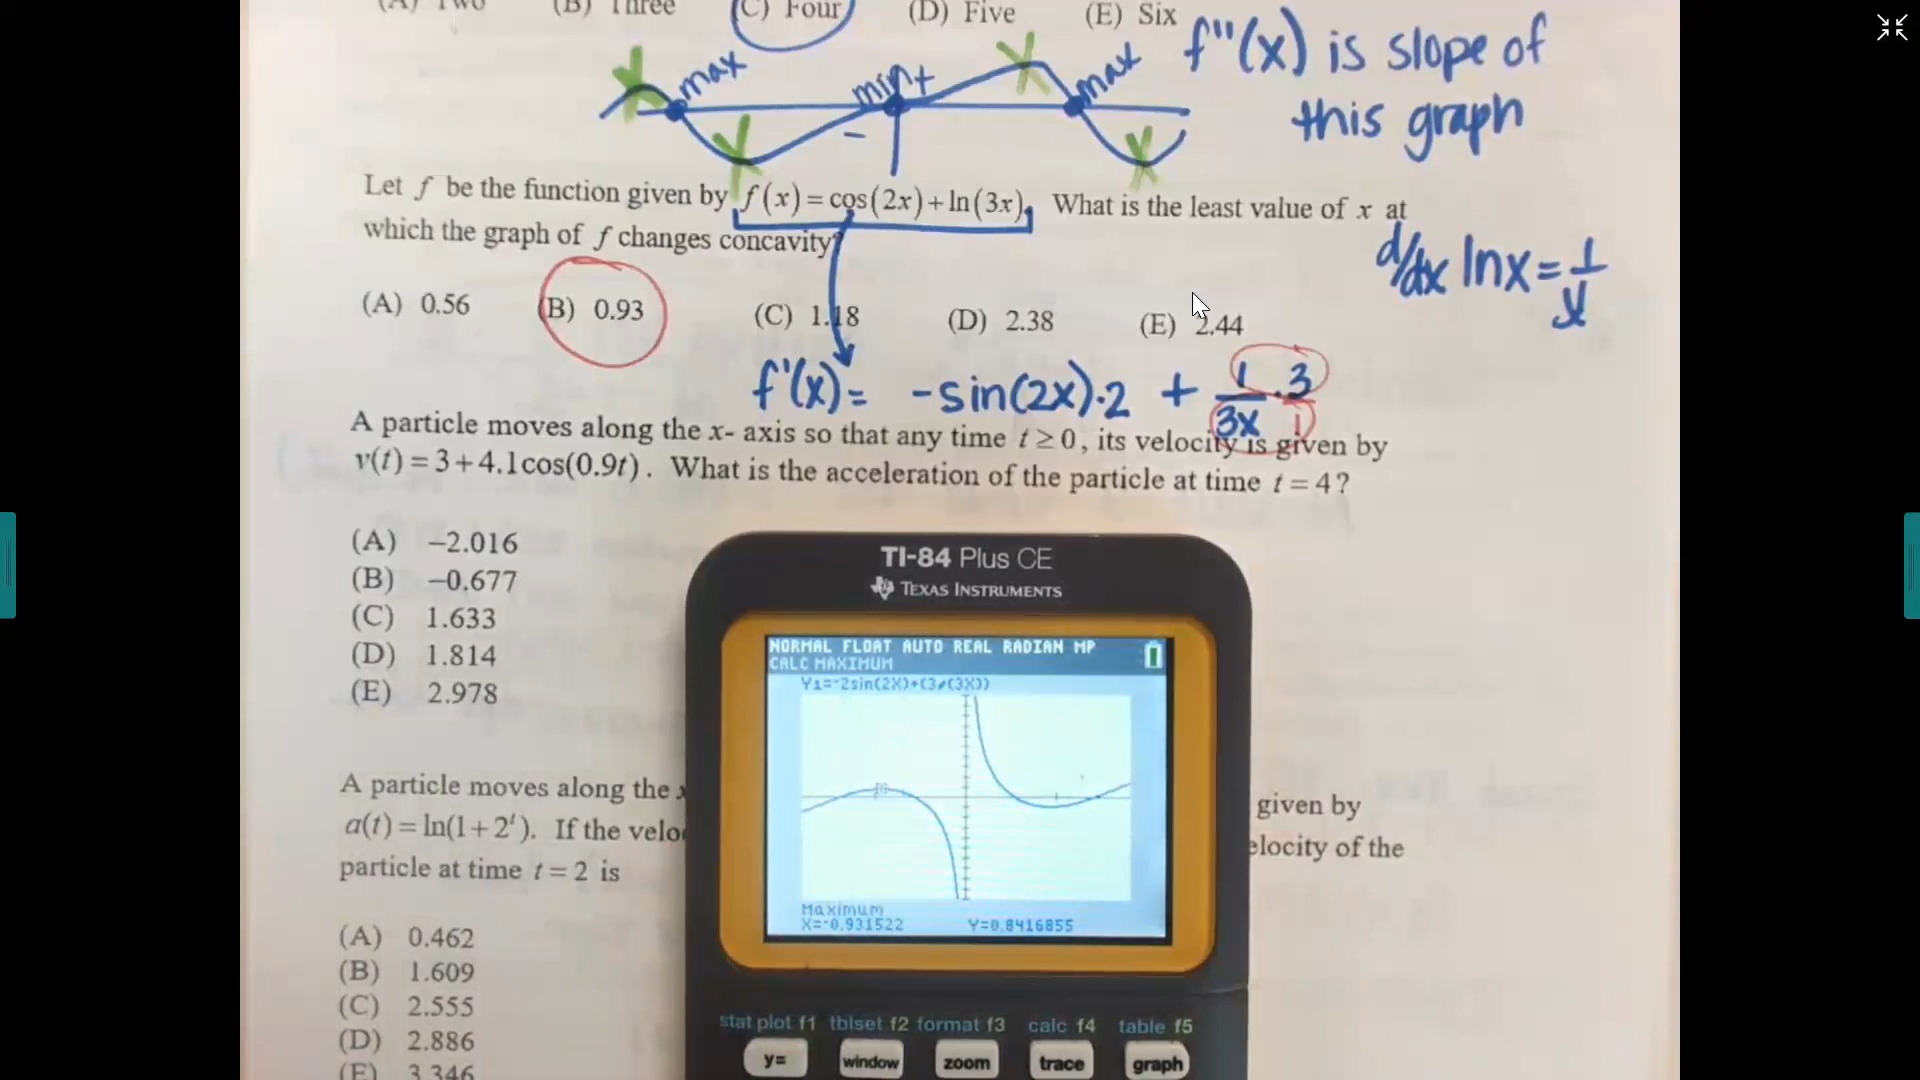 (A) Two (B) Three (C) Four (D) Five (E) Six
f''(x) is slope of
this graph
max min + max
–
Let f be the function given by f(x) = cos(2x) + ln(3x). What is the least value of x at
which the graph of f changes concavity?
d/dx lnx = 1/x
(A) 0.56 (B) 0.93 (C) 1.18 (D) 2.38 (E) 2.44
f'(x) = -sin(2x)·2 + 1/3x · 3/1
A particle moves along the x- axis so that any time t ≥ 0, its velocity is given by
v(t) = 3 + 4.1cos(0.9t). What is the acceleration of the particle at time t = 4?
(A) –2.016
(B) –0.677
(C) 1.633
(D) 1.814
(E) 2.978
TI-84 Plus CE
TEXAS INSTRUMENTS
NORMAL FLOAT AUTO REAL RADIAN MP
CALC MAXIMUM
Y1=-2sin(2X)+(3/(3X))
Maximum
X=-0.931522 Y=0.8416855
A particle moves along the x given by
a(t) = ln(1 + 2^t). If the velo elocity of the
particle at time t = 2 is
(A) 0.462
(B) 1.609
(C) 2.555
(D) 2.886
(E) 3.346
stat plot f1 tblset f2 format f3 calc f4 table f5
y= window zoom trace graph